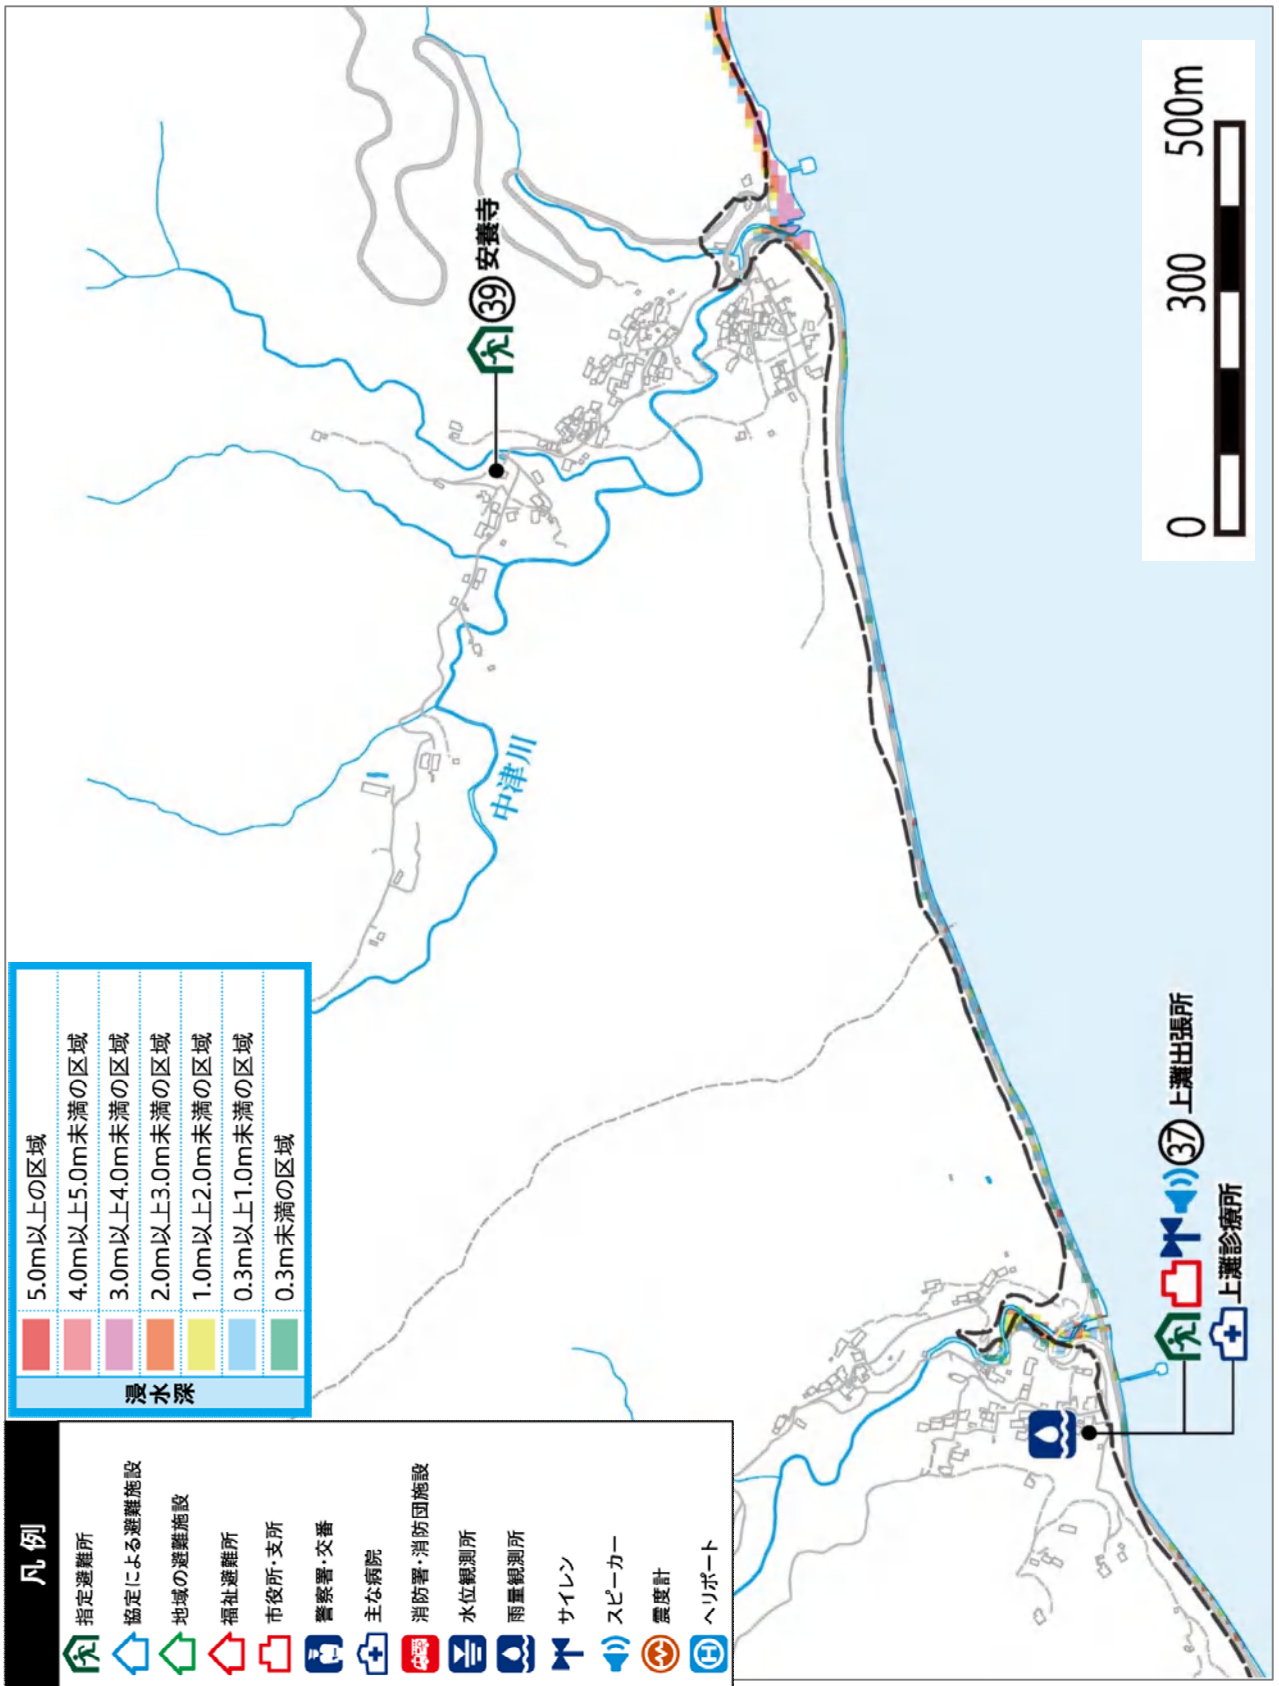 凡例
指定避難所
協定による避難施設
地域の避難施設
福祉避難所
市役所・支所
警察署・交番
主な病院
消防署・消防団施設
水位観測所
雨量観測所
サイレン
スピーカー
震度計
ヘリポート
浸水深
5.0m以上の区域
4.0m以上5.0m未満の区域
3.0m以上4.0m未満の区域
2.0m以上3.0m未満の区域
1.0m以上2.0m未満の区域
0.3m以上1.0m未満の区域
0.3m未満の区域
中津川
39 安養寺
37 上灘出張所
上灘診療所
0 300 500m